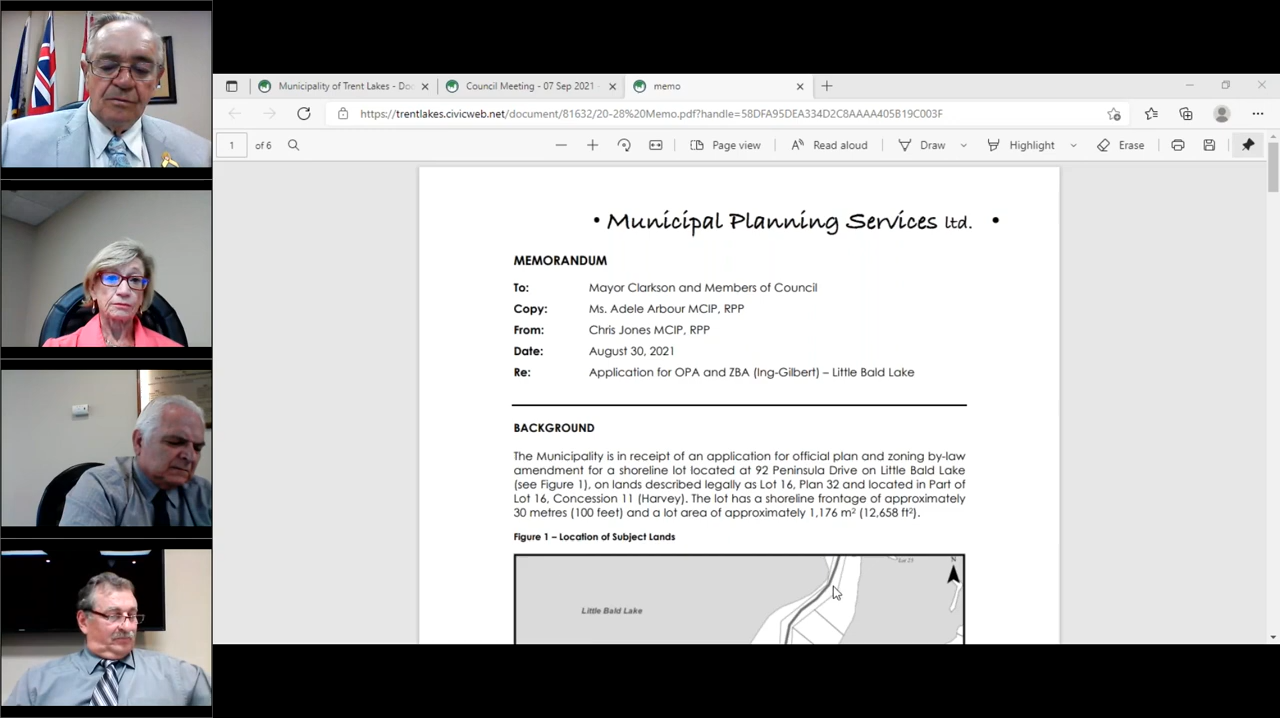 Municipality of Trent Lakes - Doc
Council Meeting - 07 Sep 2021
memo
https://trentlakes.civicweb.net/document/81632/20-28%20Memo.pdf?handle=58DFA95DEA334D2C8AAAA405B19C003F
1 of 6
Page view
Read aloud
Draw
Highlight
Erase
• Municipal Planning Services ltd. •
MEMORANDUM
To: Mayor Clarkson and Members of Council
Copy: Ms. Adele Arbour MCIP, RPP
From: Chris Jones MCIP, RPP
Date: August 30, 2021
Re: Application for OPA and ZBA (Ing-Gilbert) – Little Bald Lake
BACKGROUND
The Municipality is in receipt of an application for official plan and zoning by-law
amendment for a shoreline lot located at 92 Peninsula Drive on Little Bald Lake
(see Figure 1), on lands described legally as Lot 16, Plan 32 and located in Part of
Lot 16, Concession 11 (Harvey). The lot has a shoreline frontage of approximately
30 metres (100 feet) and a lot area of approximately 1,176 m² (12,658 ft²).
Figure 1 – Location of Subject Lands
N
Little Bald Lake